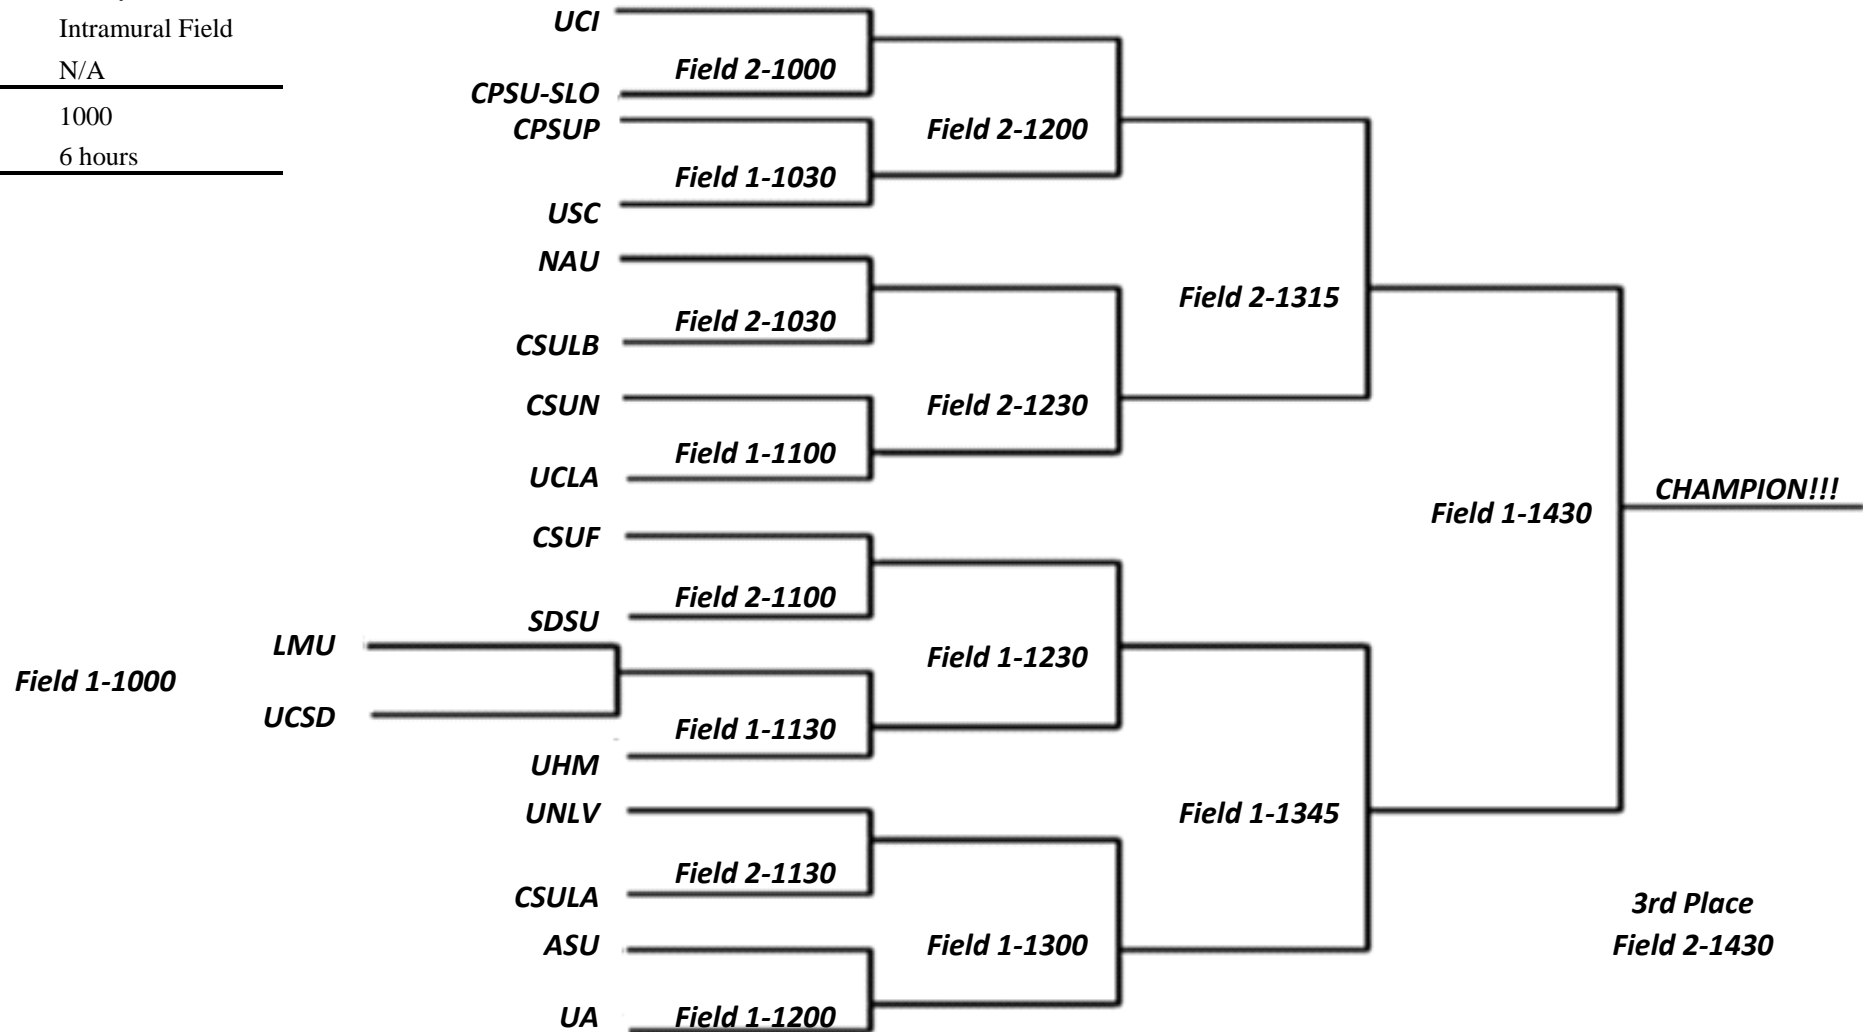 Intramural Field
N/A
1000
6 hours
UCI
Field 2-1000
CPSU-SLO
CPSUP
Field 2-1200
Field 1-1030
USC
NAU
Field 2-1315
Field 2-1030
CSULB
CSUN
Field 2-1230
Field 1-1100
UCLA
CHAMPION!!!
Field 1-1430
CSUF
Field 2-1100
SDSU
LMU
Field 1-1230
Field 1-1000
UCSD
Field 1-1130
UHM
UNLV
Field 1-1345
Field 2-1130
CSULA
3rd Place
ASU
Field 1-1300
Field 2-1430
UA
Field 1-1200